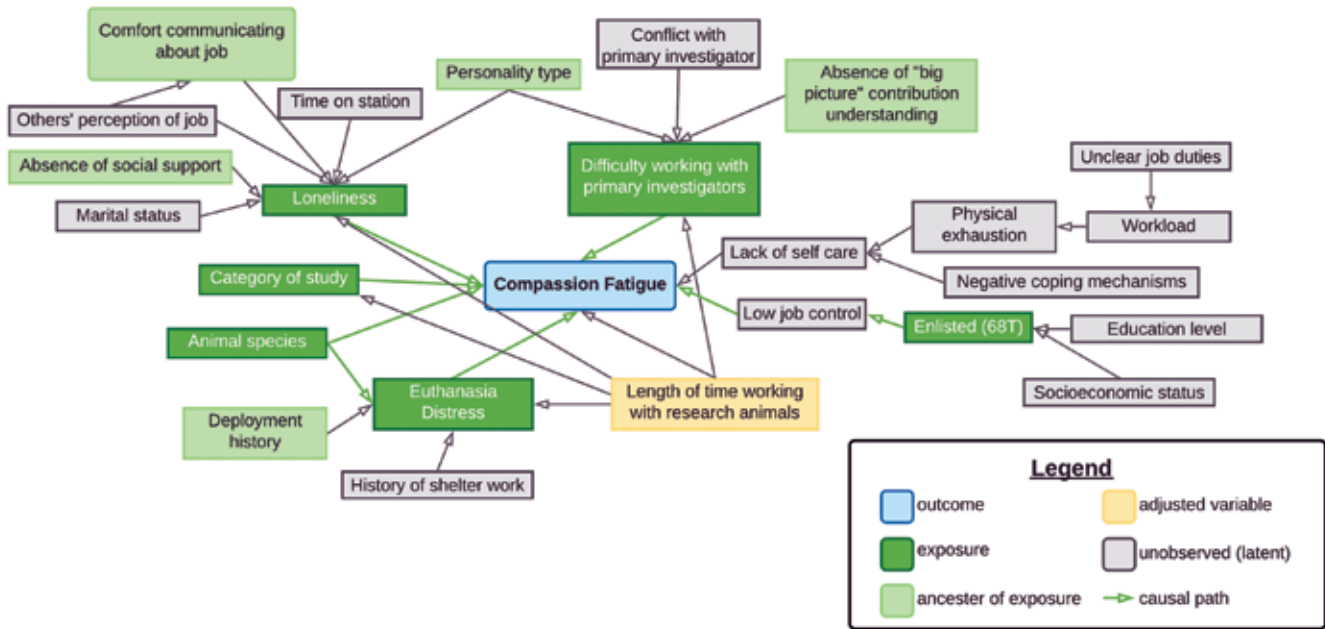 Comfort communicating
about job
Conflict with
primary investigator
Personality type
Absence of "big
picture" contribution
understanding
Time on station
Others' perception of job
Absence of social support
Unclear job duties
Difficulty working with
primary investigators
Loneliness
Marital status
Physical
exhaustion
Workload
Lack of self care
Category of study
Compassion Fatigue
Negative coping mechanisms
Low job control
Enlisted (68T)
Education level
Animal species
Euthanasia
Distress
Length of time working
with research animals
Socioeconomic status
Deployment
history
History of shelter work
Legend
outcome
adjusted variable
exposure
unobserved (latent)
ancester of exposure
causal path